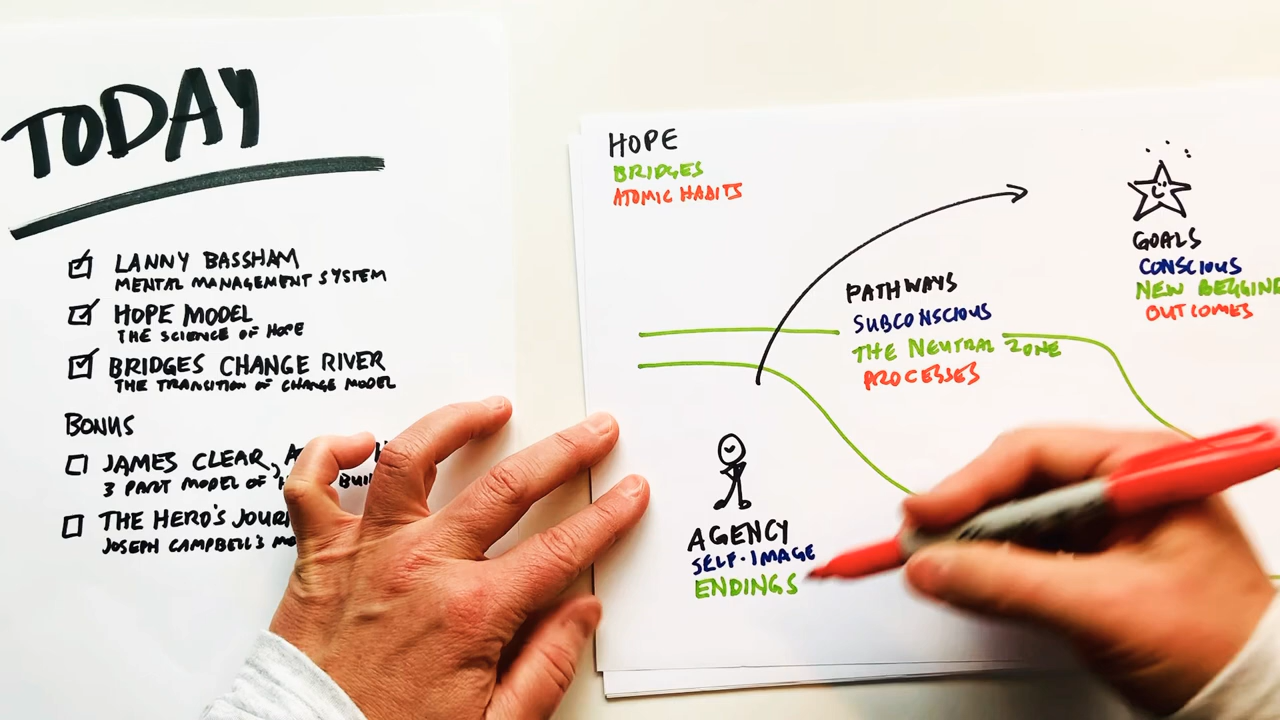 TODAY
LANNY BASSHAM
MENTAL MANAGEMENT SYSTEM
HOPE MODEL
THE SCIENCE OF HOPE
BRIDGES CHANGE RIVER
THE TRANSITION OF CHANGE MODEL
BONUS
JAMES CLEAR,
3 PART MODEL OF
THE HERO'S
JOSEPH CAMPBELL'S
HOPE
BRIDGES
ATOMIC HABITS
GOALS
CONSCIOUS
NEW
OUTCOMES
PATHWAYS
SUBCONSCIOUS
THE NEUTRAL ZONE
PROCESSES
AGENCY
SELF-IMAGE
ENDINGS